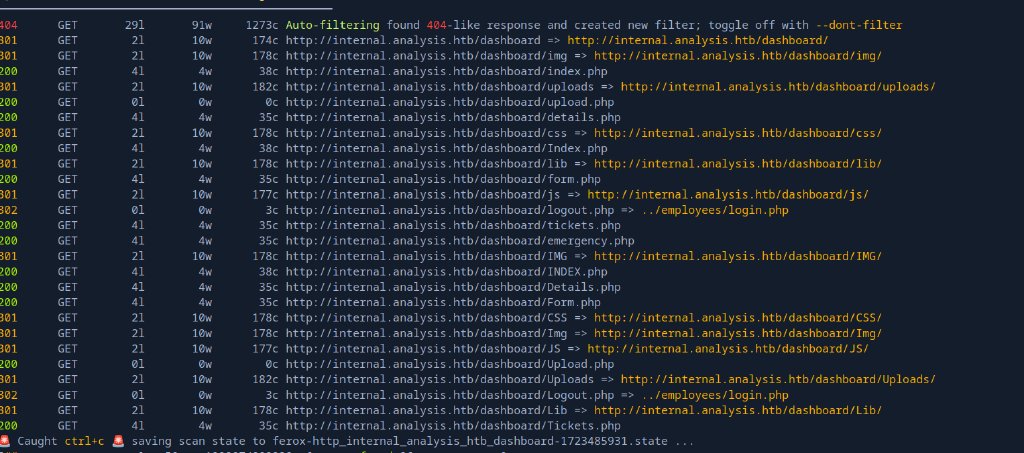 404 GET 29l 91w 1273c Auto-filtering found 404-like response and created new filter; toggle off with --dont-filter
301 GET 2l 10w 174c http://internal.analysis.htb/dashboard => http://internal.analysis.htb/dashboard/
301 GET 2l 10w 178c http://internal.analysis.htb/dashboard/img => http://internal.analysis.htb/dashboard/img/
200 GET 4l 4w 38c http://internal.analysis.htb/dashboard/index.php
301 GET 2l 10w 182c http://internal.analysis.htb/dashboard/uploads => http://internal.analysis.htb/dashboard/uploads/
200 GET 0l 0w 0c http://internal.analysis.htb/dashboard/upload.php
200 GET 4l 4w 35c http://internal.analysis.htb/dashboard/details.php
301 GET 2l 10w 178c http://internal.analysis.htb/dashboard/css => http://internal.analysis.htb/dashboard/css/
200 GET 4l 4w 38c http://internal.analysis.htb/dashboard/Index.php
301 GET 2l 10w 178c http://internal.analysis.htb/dashboard/lib => http://internal.analysis.htb/dashboard/lib/
200 GET 4l 4w 35c http://internal.analysis.htb/dashboard/form.php
301 GET 2l 10w 177c http://internal.analysis.htb/dashboard/js => http://internal.analysis.htb/dashboard/js/
302 GET 0l 0w 3c http://internal.analysis.htb/dashboard/logout.php => ../employees/login.php
200 GET 4l 4w 35c http://internal.analysis.htb/dashboard/tickets.php
200 GET 4l 4w 35c http://internal.analysis.htb/dashboard/emergency.php
301 GET 2l 10w 178c http://internal.analysis.htb/dashboard/IMG => http://internal.analysis.htb/dashboard/IMG/
200 GET 4l 4w 38c http://internal.analysis.htb/dashboard/INDEX.php
200 GET 4l 4w 35c http://internal.analysis.htb/dashboard/Details.php
200 GET 4l 4w 35c http://internal.analysis.htb/dashboard/Form.php
301 GET 2l 10w 178c http://internal.analysis.htb/dashboard/CSS => http://internal.analysis.htb/dashboard/CSS/
301 GET 2l 10w 178c http://internal.analysis.htb/dashboard/Img => http://internal.analysis.htb/dashboard/Img/
301 GET 2l 10w 177c http://internal.analysis.htb/dashboard/JS => http://internal.analysis.htb/dashboard/JS/
200 GET 0l 0w 0c http://internal.analysis.htb/dashboard/Upload.php
301 GET 2l 10w 182c http://internal.analysis.htb/dashboard/Uploads => http://internal.analysis.htb/dashboard/Uploads/
302 GET 0l 0w 3c http://internal.analysis.htb/dashboard/Logout.php => ../employees/login.php
301 GET 2l 10w 178c http://internal.analysis.htb/dashboard/Lib => http://internal.analysis.htb/dashboard/Lib/
200 GET 4l 4w 35c http://internal.analysis.htb/dashboard/Tickets.php
🚨 Caught ctrl+c 🚨 saving scan state to ferox-http_internal_analysis_htb_dashboard-1723485931.state ...